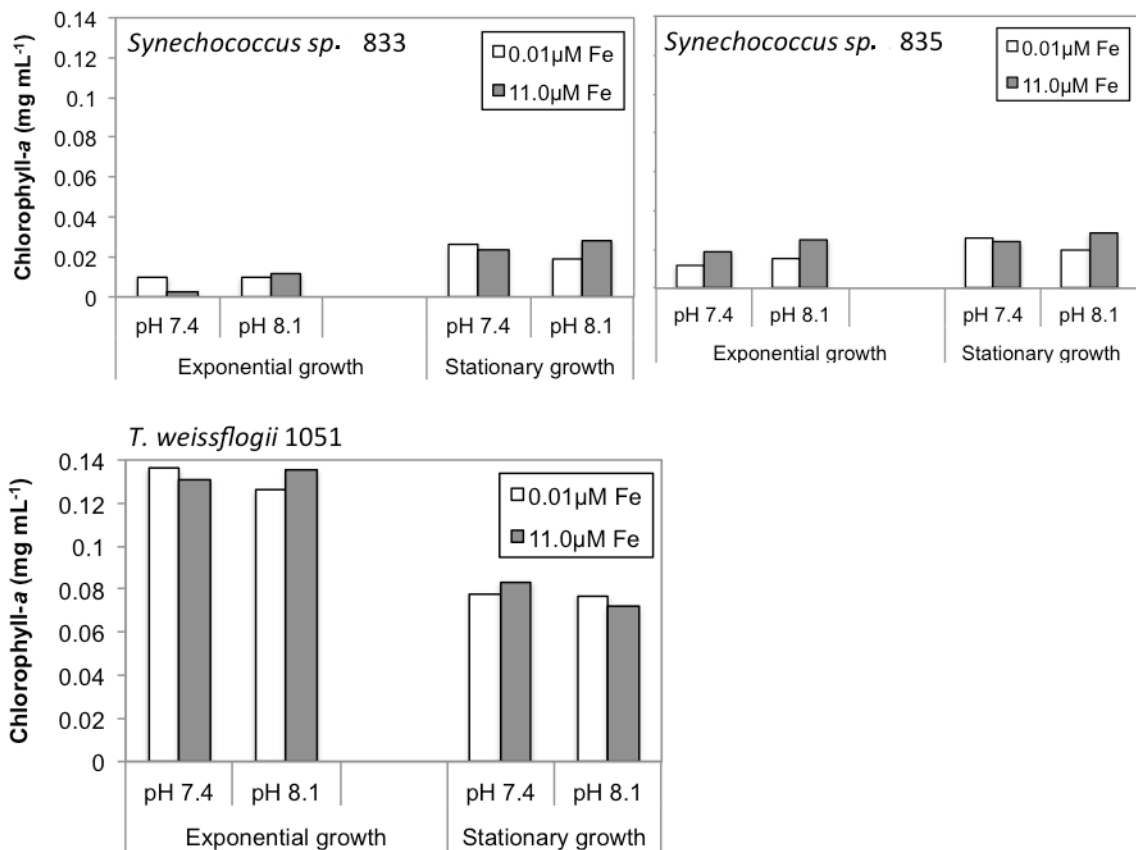 Chlorophyll-a (mg mL-1)
0.14
0.12
0.1
0.08
0.06
0.04
0.02
0
Synechococcus sp. 833
0.01µM Fe
11.0µM Fe
pH 7.4 pH 8.1 pH 7.4 pH 8.1
Exponential growth Stationary growth
Synechococcus sp. 835
0.01µM Fe
11.0µM Fe
pH 7.4 pH 8.1 pH 7.4 pH 8.1
Exponential growth Stationary growth
T. weissflogii 1051
Chlorophyll-a (mg mL-1)
0.14
0.12
0.1
0.08
0.06
0.04
0.02
0
0.01µM Fe
11.0µM Fe
pH 7.4 pH 8.1 pH 7.4 pH 8.1
Exponential growth Stationary growth